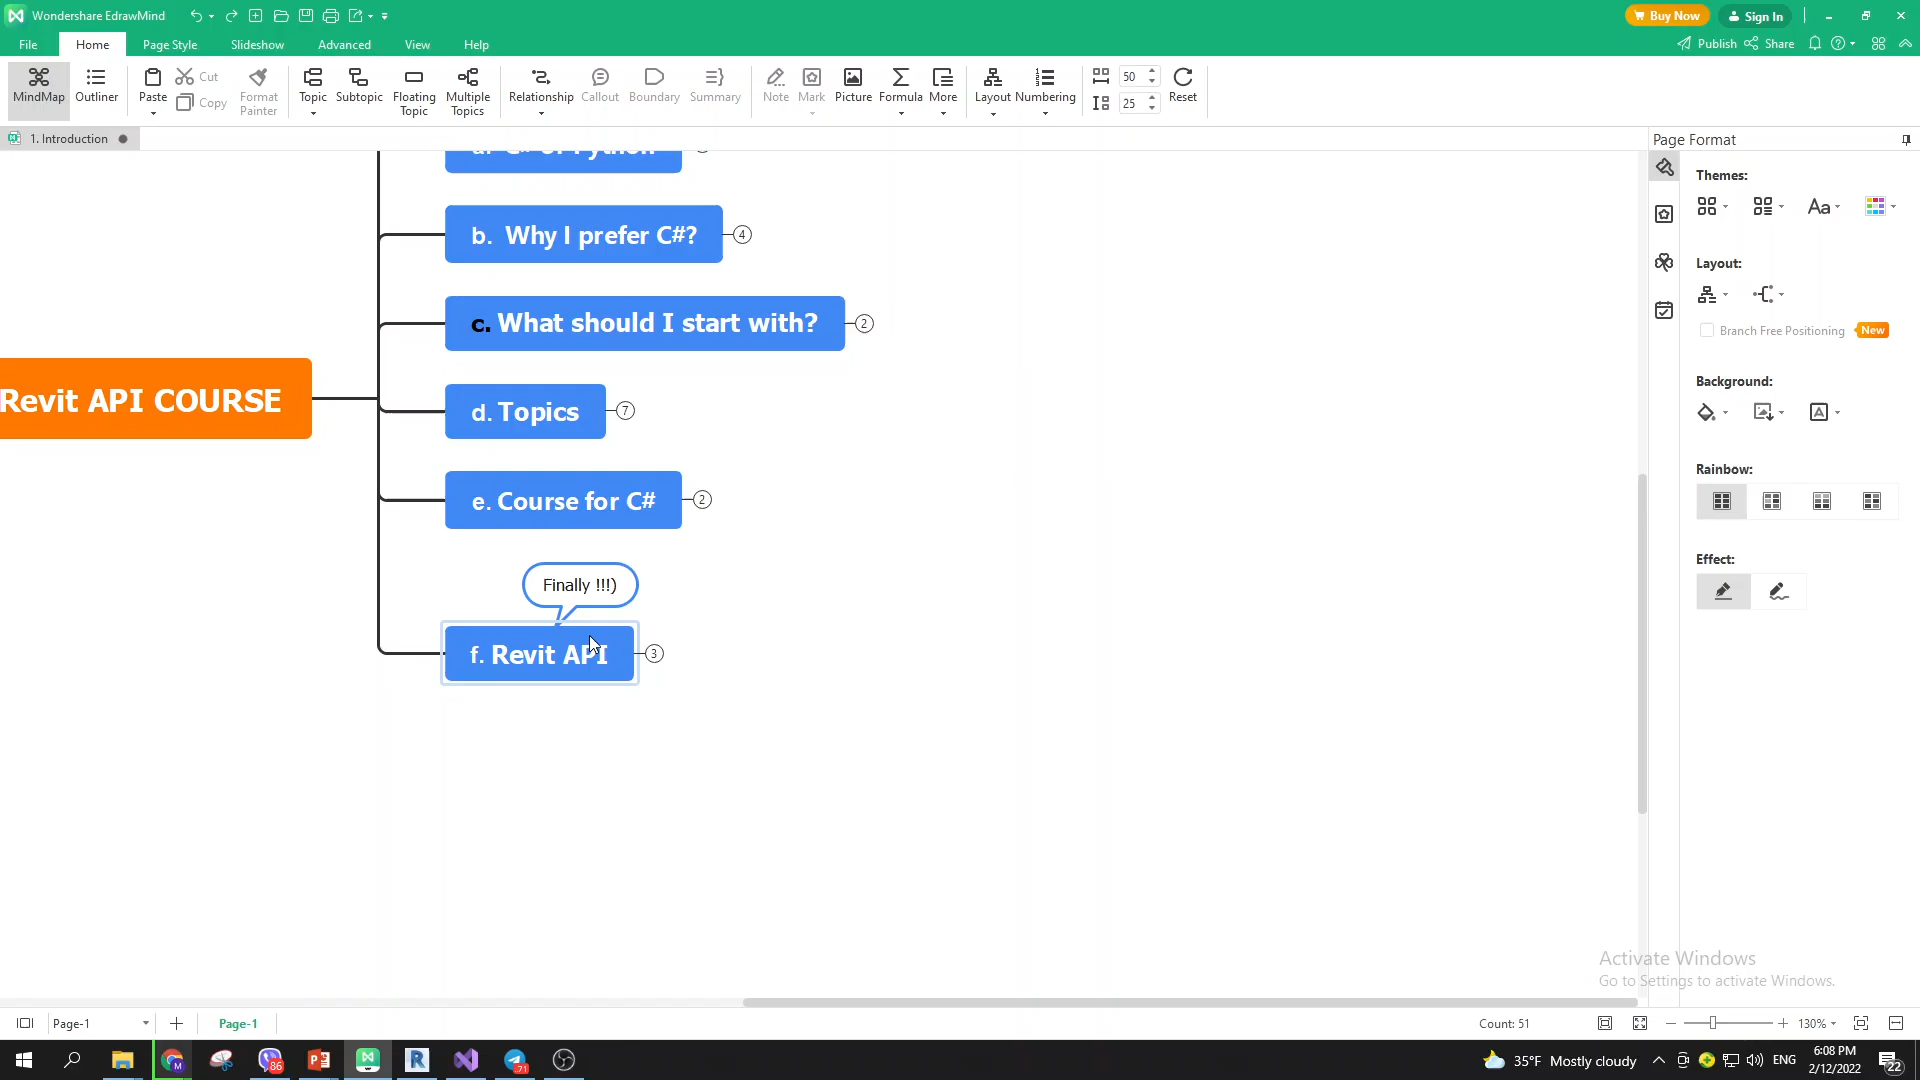 Wondershare EdrawMind
Buy Now
Sign In
File Home Page Style Slideshow Advanced View Help
Publish Share
MindMap
Outliner
Paste
Cut
Copy
Format Painter
Topic
Subtopic
Floating Topic
Multiple Topics
Relationship
Callout
Boundary
Summary
Note
Mark
Picture
Formula
More
Layout
Numbering
50
25
Reset
1. Introduction
Page Format
a. C# or Python
b. Why I prefer C#? 4
c. What should I start with? 2
Revit API COURSE
d. Topics 7
e. Course for C# 2
Finally !!!)
f. Revit API 3
Themes:
Aa
Layout:
Branch Free Positioning New
Background:
A
Rainbow:
Effect:
Activate Windows
Go to Settings to activate Windows.
Page-1
Page-1
Count: 51
130%
86
71
35°F Mostly cloudy
ENG
6:08 PM
2/12/2022
22